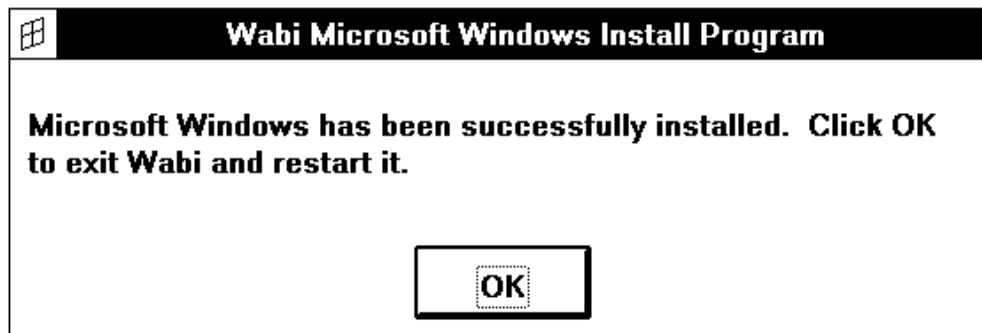 Wabi Microsoft Windows Install Program
Microsoft Windows has been successfully installed.  Click OK
to exit Wabi and restart it.
OK